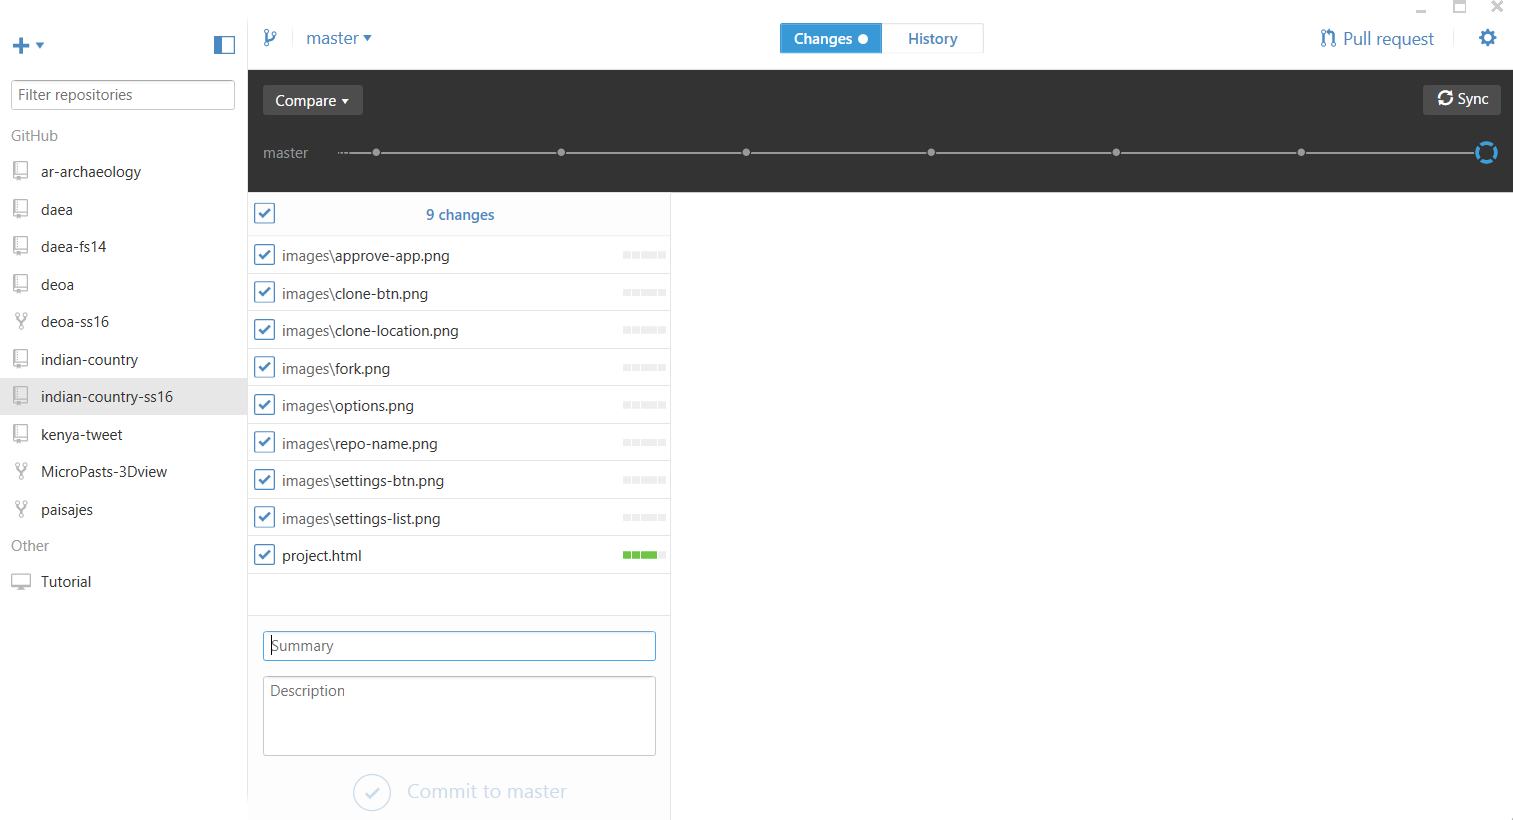 master
Changes
History
Pull request
Filter repositories
GitHub
ar-archaeology
daea
daea-fs14
deoa
deoa-ss16
indian-country
indian-country-ss16
kenya-tweet
MicroPasts-3Dview
paisajes
Other
Tutorial
Compare
Sync
master
9 changes
images\approve-app.png
images\clone-btn.png
images\clone-location.png
images\fork.png
images\options.png
images\repo-name.png
images\settings-btn.png
images\settings-list.png
project.html
Summary
Description
Commit to master